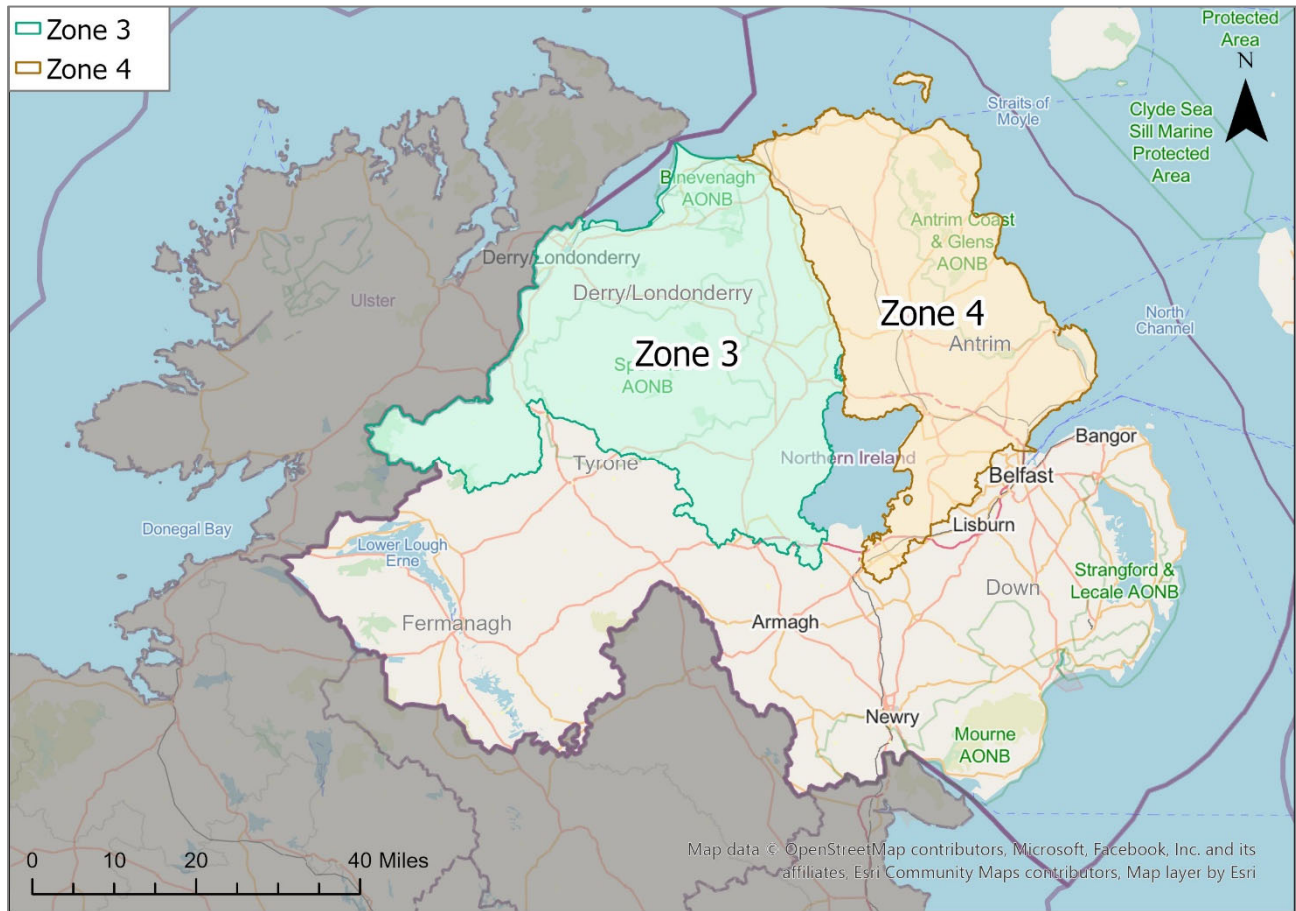 Zone 3
Zone 4
Protected
Area
N
Straits of
Moyle
Clyde Sea
Sill Marine
Protected
Area
Binevenagh
AONB
Antrim Coast
& Glens
AONB
Derry/Londonderry
Ulster
Derry/Londonderry
North
Channel
Zone 4
Antrim
Zone 3
AONB
Bangor
Tyrone
Northern Ireland
Belfast
Lisburn
Donegal Bay
Lower Lough
Erne
Down
Strangford &
Lecale AONB
Fermanagh
Armagh
Newry
Mourne
AONB
0 10 20 40 Miles
Map data © OpenStreetMap contributors, Microsoft, Facebook, Inc. and its
affiliates, Esri Community Maps contributors, Map layer by Esri